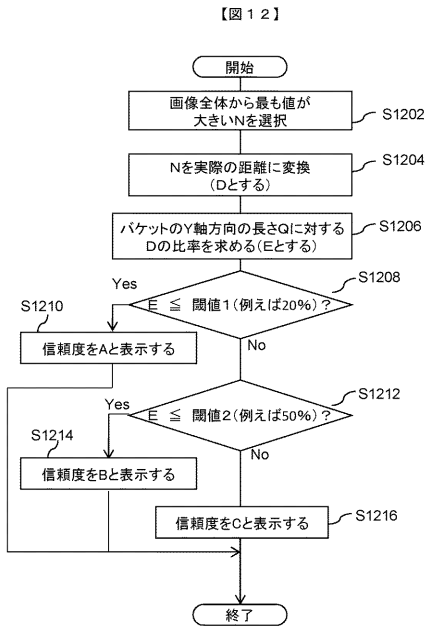 【図１２】
開始
画像全体から最も値が
大きいNを選択
S1202
Nを実際の距離に変換
(Dとする)
S1204
バケットのY軸方向の長さQに対する
Dの比率を求める(Eとする)
S1206
S1208
Yes
E ≦ 閾値1(例えば20%)?
S1210
信頼度をAと表示する
No
S1212
Yes
E ≦ 閾値2(例えば50%)?
S1214
No
信頼度をBと表示する
信頼度をCと表示する
S1216
終了